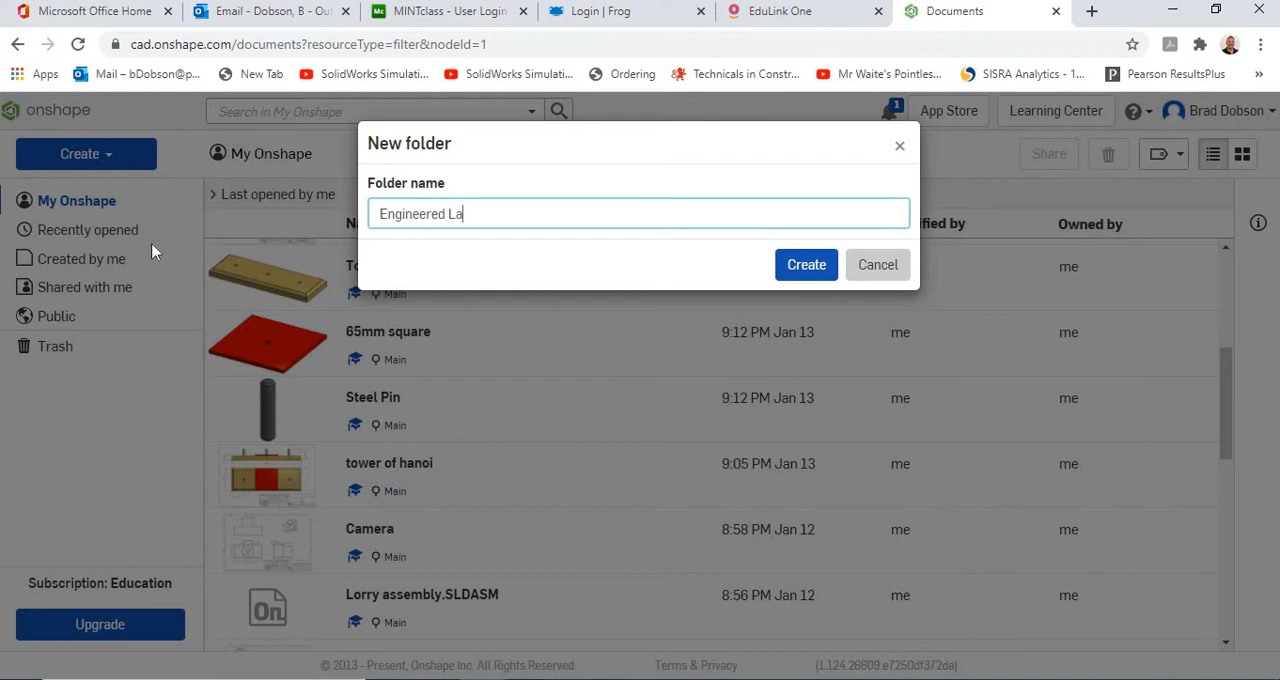 Microsoft Office Home
Email - Dobson, B - Out
MINTclass - User Login
Login | Frog
EduLink One
Documents
cad.onshape.com/documents?resourceType=filter&nodeId=1
Apps
Mail – bDobson@p...
New Tab
SolidWorks Simulati...
SolidWorks Simulati...
Ordering
Technicals in Constr...
Mr Waite's Pointles...
SISRA Analytics - 1...
Pearson ResultsPlus
»
onshape
Search in My Onshape
1
App Store
Learning Center
Brad Dobson
Create
My Onshape
Share
New folder
Folder name
Engineered La
Create
Cancel
My Onshape
Recently opened
Created by me
Shared with me
Public
Trash
Last opened by me
Owned by
me
Main
65mm square
9:12 PM Jan 13
me
me
Main
Steel Pin
9:12 PM Jan 13
me
me
Main
tower of hanoi
9:05 PM Jan 13
me
me
Main
Camera
8:58 PM Jan 12
me
me
Main
On
Lorry assembly.SLDASM
8:56 PM Jan 12
me
me
Main
Subscription: Education
Upgrade
© 2013 - Present, Onshape Inc. All Rights Reserved.
Terms & Privacy
(1.124.26609.e7250df372da)